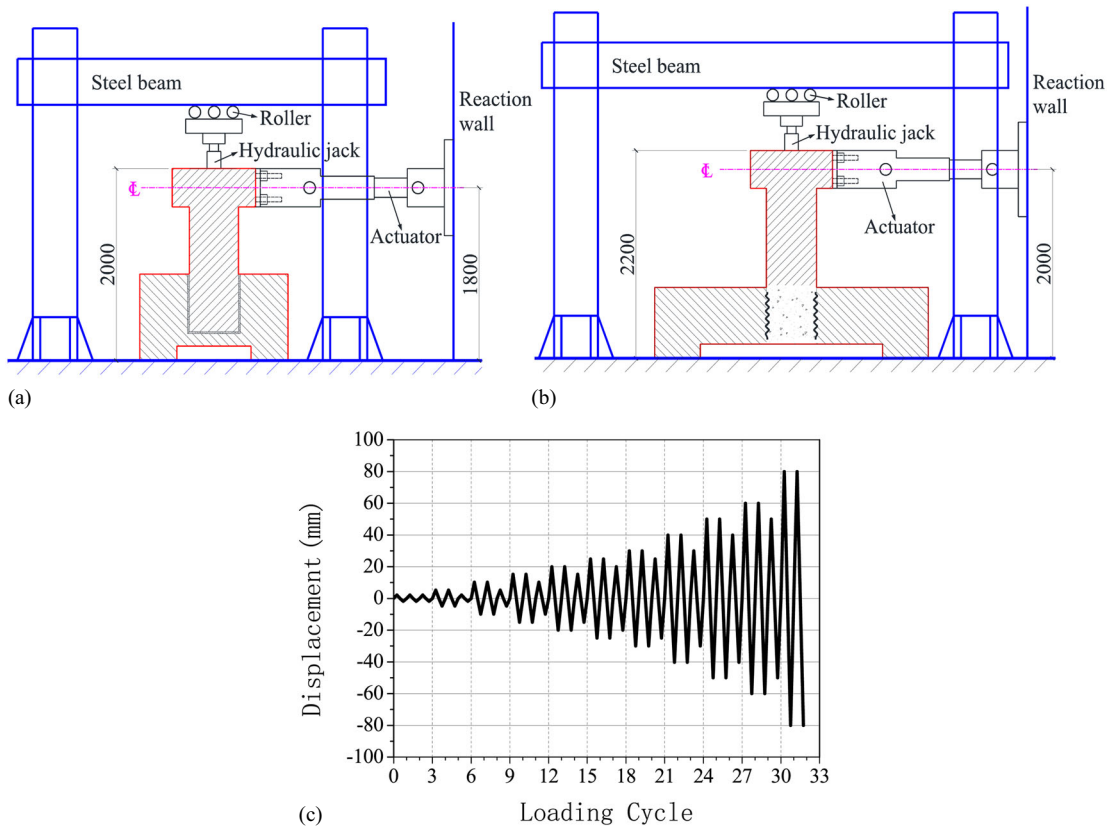 Steel beam
Roller
Hydraulic jack
Reaction
wall
℄
Actuator
2000
1800
(a)
Steel beam
Roller
Hydraulic jack
Reaction
wall
℄
Actuator
2200
2000
(b)
Displacement (mm)
100
80
60
40
20
0
-20
-40
-60
-80
-100
0 3 6 9 12 15 18 21 24 27 30 33
Loading Cycle
(c)